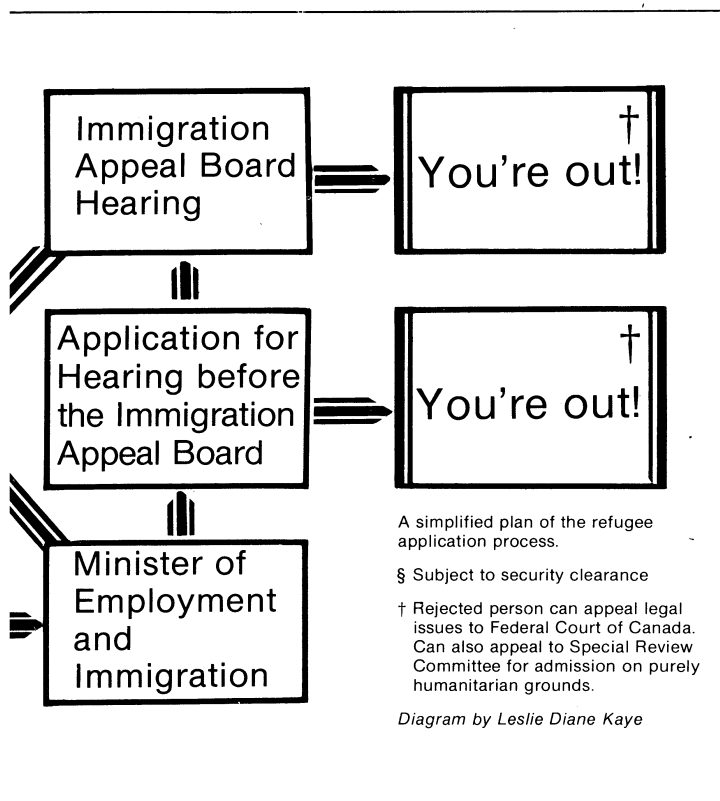 Immigration
Appeal Board
Hearing
†
You're out!
Application for
Hearing before
the Immigration
Appeal Board
†
You're out!
Minister of
Employment
and
Immigration
A simplified plan of the refugee
application process.
§ Subject to security clearance
† Rejected person can appeal legal
issues to Federal Court of Canada.
Can also appeal to Special Review
Committee for admission on purely
humanitarian grounds.
Diagram by Leslie Diane Kaye